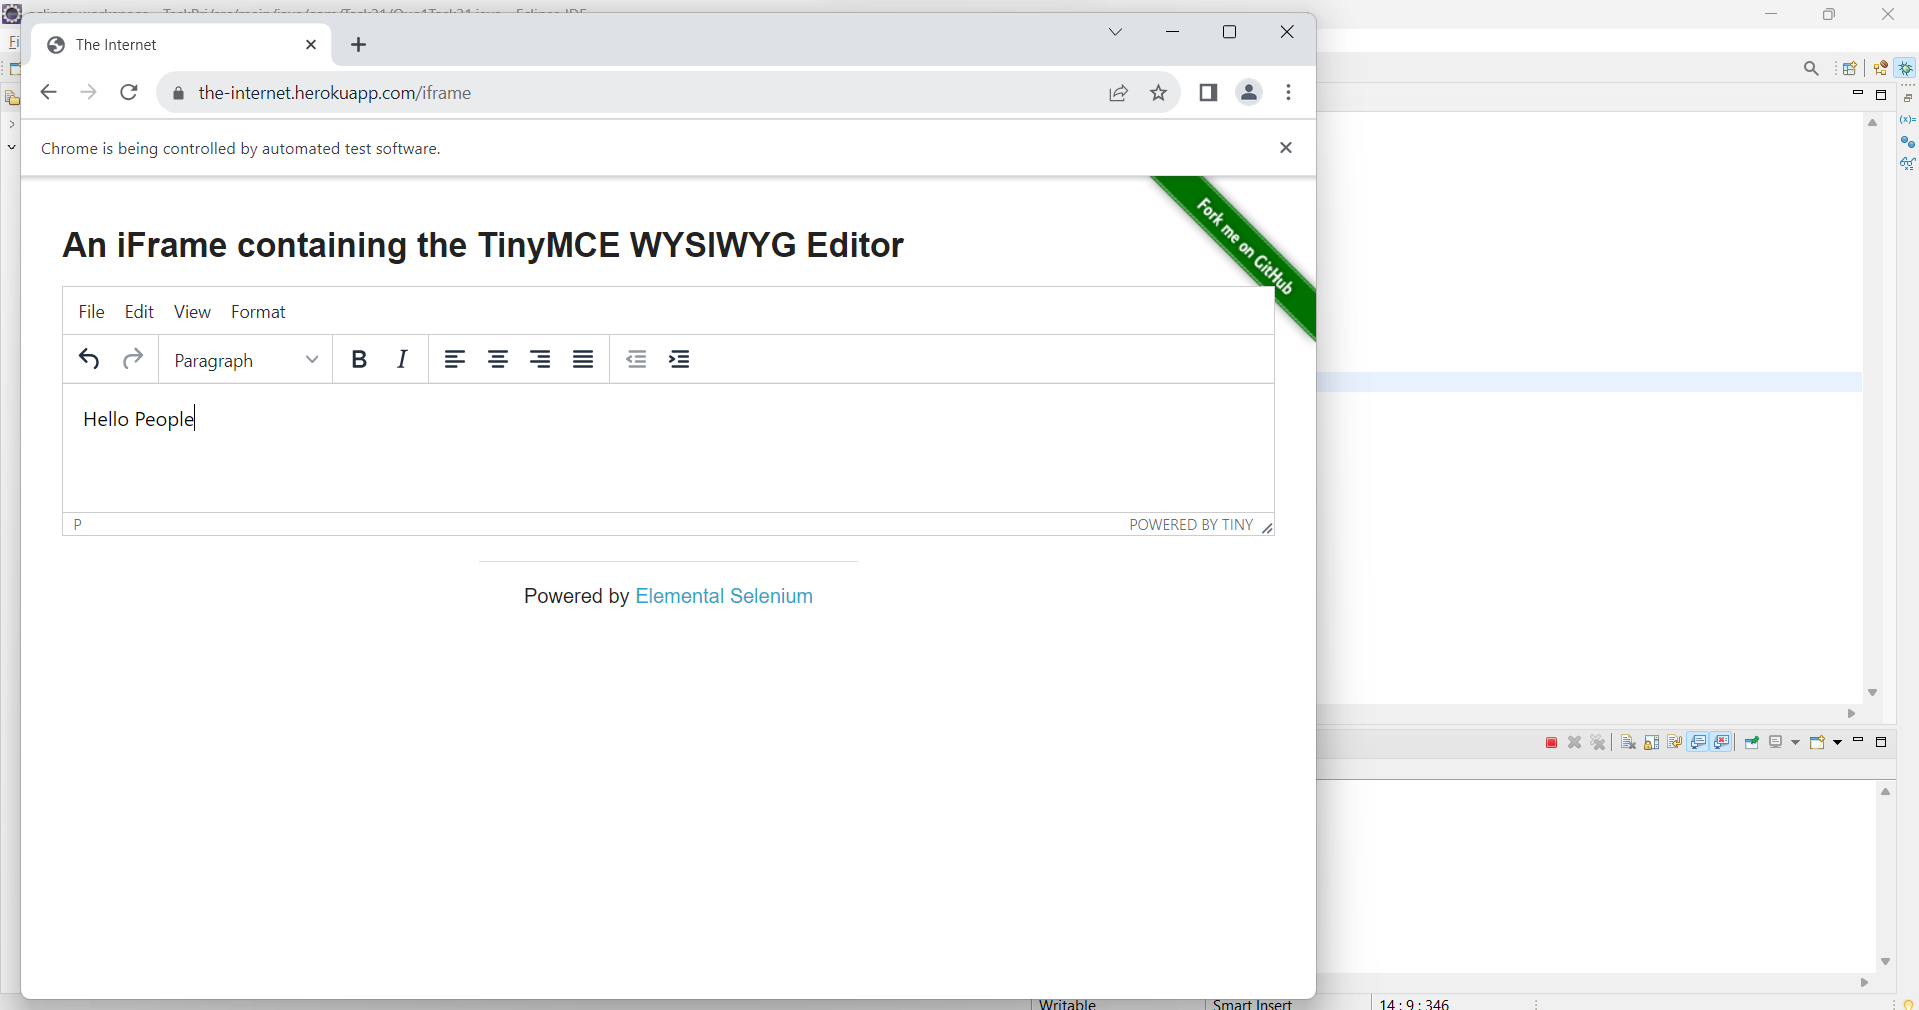 The Internet
the-internet.herokuapp.com/iframe
Chrome is being controlled by automated test software.
Fork me on GitHub
An iFrame containing the TinyMCE WYSIWYG Editor
File Edit View Format
Paragraph B I
Hello People
P POWERED BY TINY
Powered by Elemental Selenium
(x)=
Writable Smart Insert 14 : 9 : 346